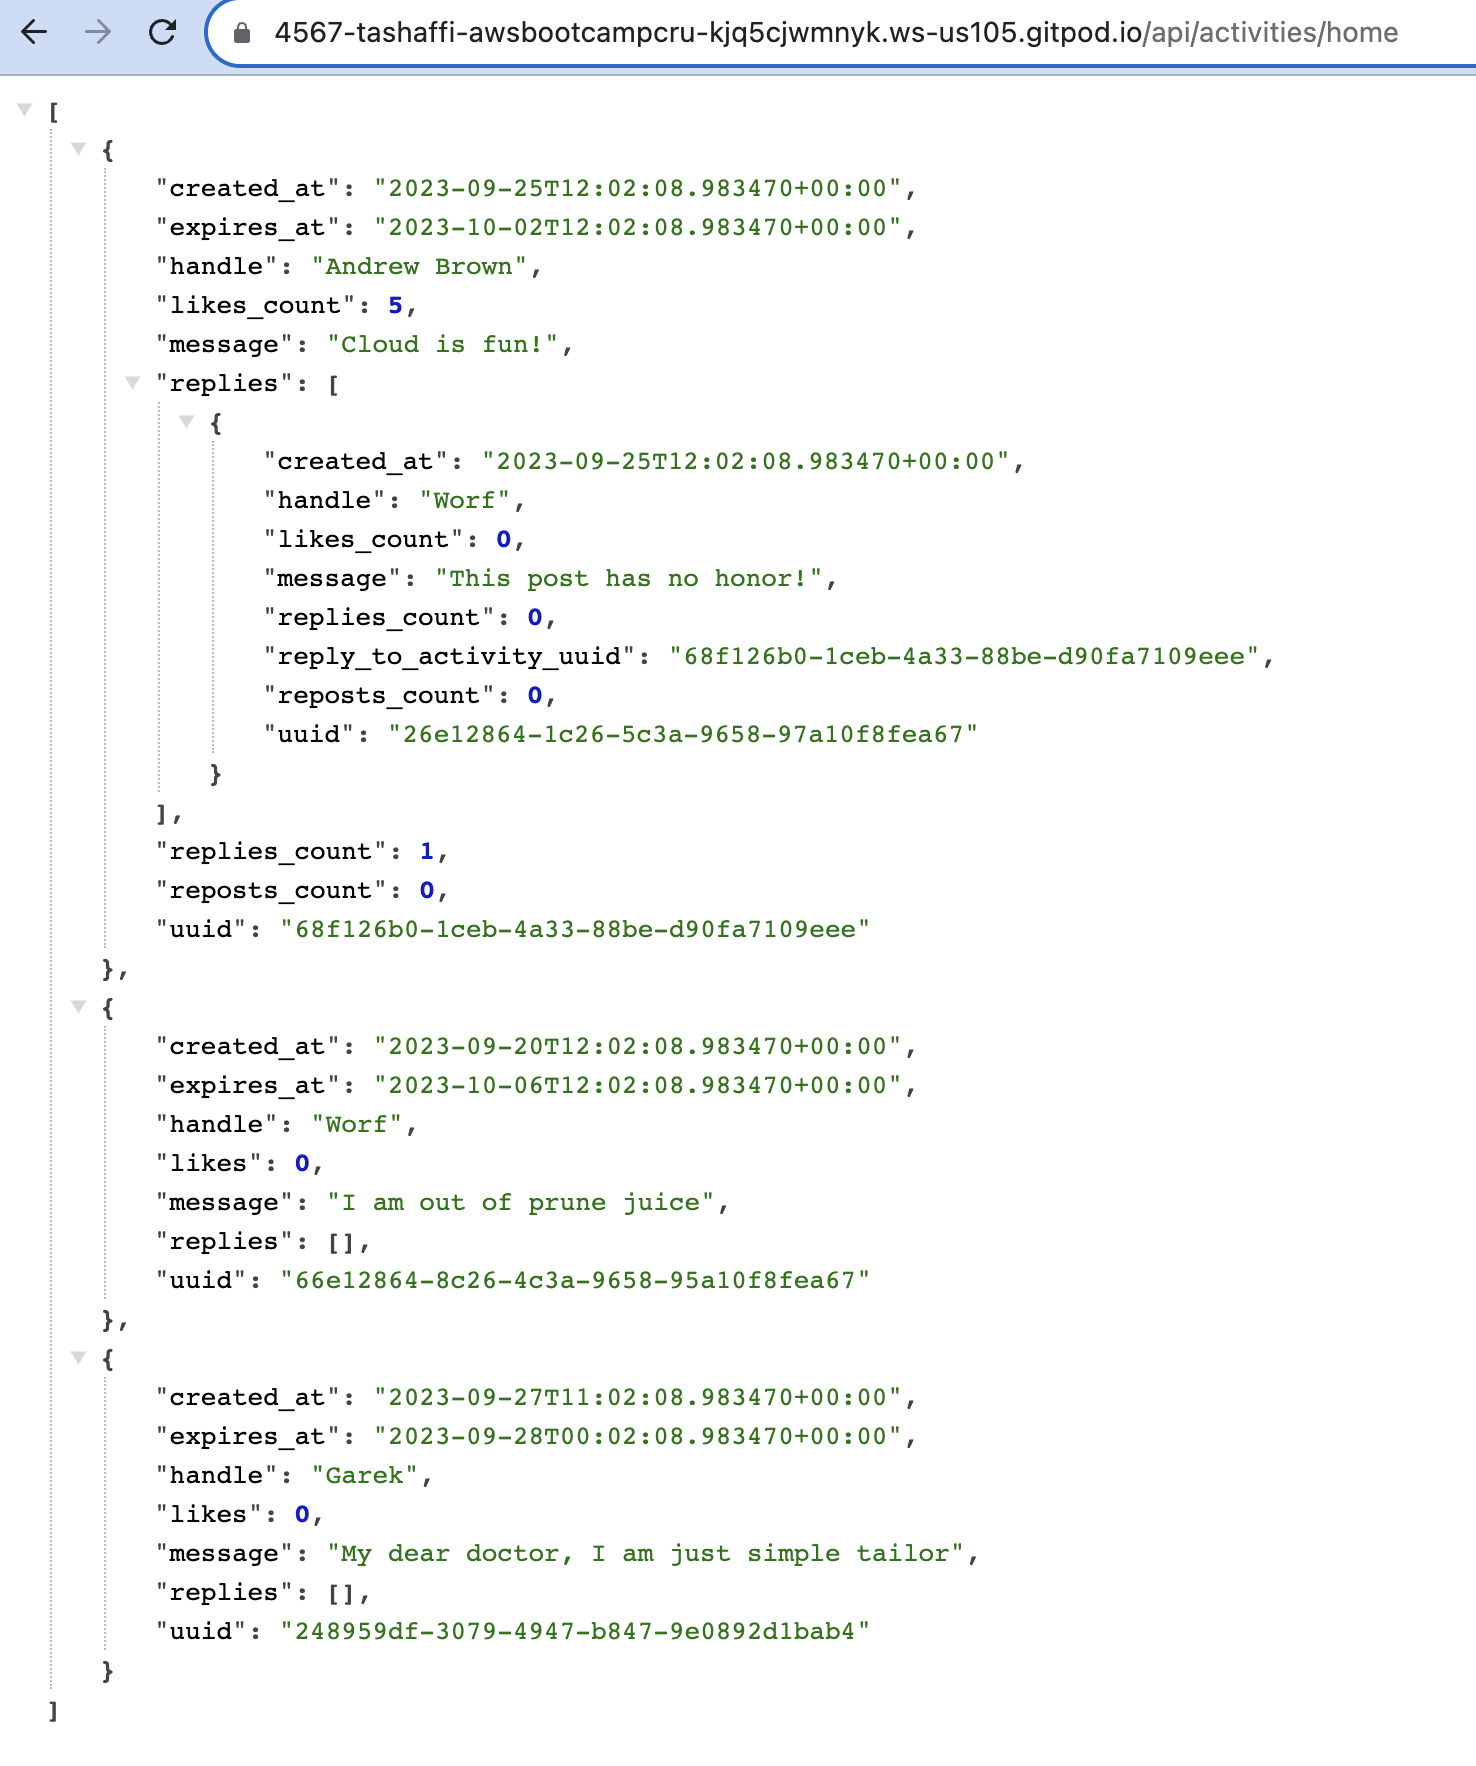 4567-tashaffi-awsbootcampcru-kjq5cjwmnyk.ws-us105.gitpod.io/api/activities/home
[
{
"created_at": "2023-09-25T12:02:08.983470+00:00",
"expires_at": "2023-10-02T12:02:08.983470+00:00",
"handle": "Andrew Brown",
"likes_count": 5,
"message": "Cloud is fun!",
"replies": [
{
"created_at": "2023-09-25T12:02:08.983470+00:00",
"handle": "Worf",
"likes_count": 0,
"message": "This post has no honor!",
"replies_count": 0,
"reply_to_activity_uuid": "68f126b0-1ceb-4a33-88be-d90fa7109eee",
"reposts_count": 0,
"uuid": "26e12864-1c26-5c3a-9658-97a10f8fea67"
}
],
"replies_count": 1,
"reposts_count": 0,
"uuid": "68f126b0-1ceb-4a33-88be-d90fa7109eee"
},
{
"created_at": "2023-09-20T12:02:08.983470+00:00",
"expires_at": "2023-10-06T12:02:08.983470+00:00",
"handle": "Worf",
"likes": 0,
"message": "I am out of prune juice",
"replies": [],
"uuid": "66e12864-8c26-4c3a-9658-95a10f8fea67"
},
{
"created_at": "2023-09-27T11:02:08.983470+00:00",
"expires_at": "2023-09-28T00:02:08.983470+00:00",
"handle": "Garek",
"likes": 0,
"message": "My dear doctor, I am just simple tailor",
"replies": [],
"uuid": "248959df-3079-4947-b847-9e0892d1bab4"
}
]